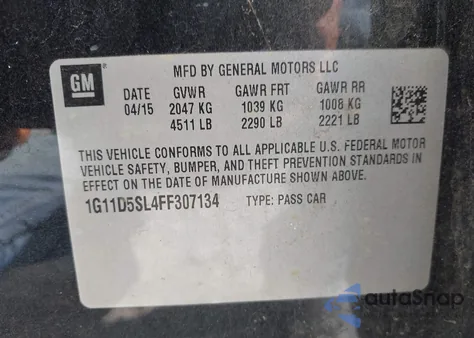 GM
MFD BY GENERAL MOTORS LLC
DATE GVWR GAWR FRT GAWR RR
04/15 2047 KG 1039 KG 1008 KG
4511 LB 2290 LB 2221 LB
THIS VEHICLE CONFORMS TO ALL APPLICABLE U.S. FEDERAL MOTOR
VEHICLE SAFETY, BUMPER, AND THEFT PREVENTION STANDARDS IN
EFFECT ON THE DATE OF MANUFACTURE SHOWN ABOVE.
1G11D5SL4FF307134 TYPE: PASS CAR
autoSnap